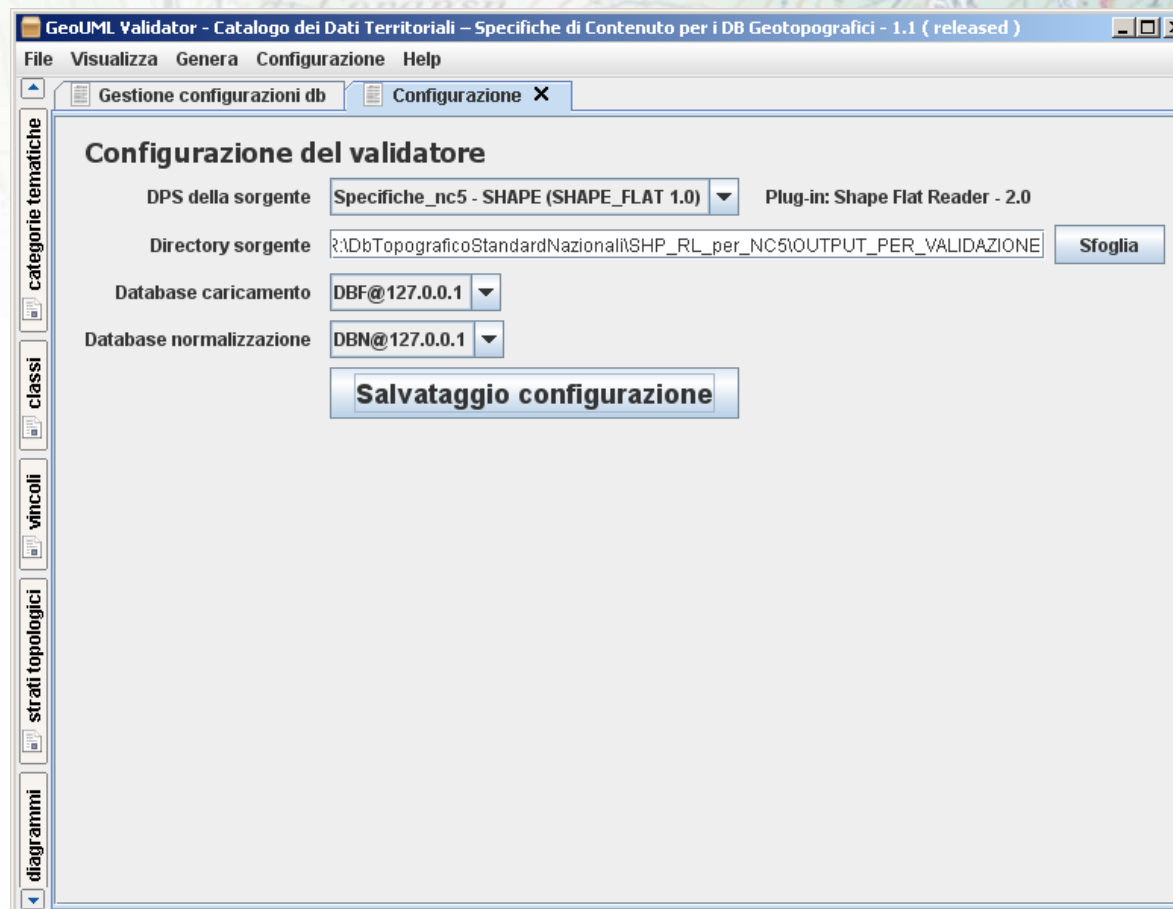 GeoUML Validator - Catalogo dei Dati Territoriali – Specifiche di Contenuto per i DB Geotopografici - 1.1 ( released )
File Visualizza Genera Configurazione Help
Gestione configurazioni db Configurazione X
categorie tematiche
classi
vincoli
strati topologici
diagrammi
Configurazione del validatore
DPS della sorgente Specifiche_nc5 - SHAPE (SHAPE_FLAT 1.0) Plug-in: Shape Flat Reader - 2.0
Directory sorgente R:\DbTopograficoStandardNazionali\SHP_RL_per_NC5\OUTPUT_PER_VALIDAZIONE Sfoglia
Database caricamento DBF@127.0.0.1
Database normalizzazione DBN@127.0.0.1
Salvataggio configurazione